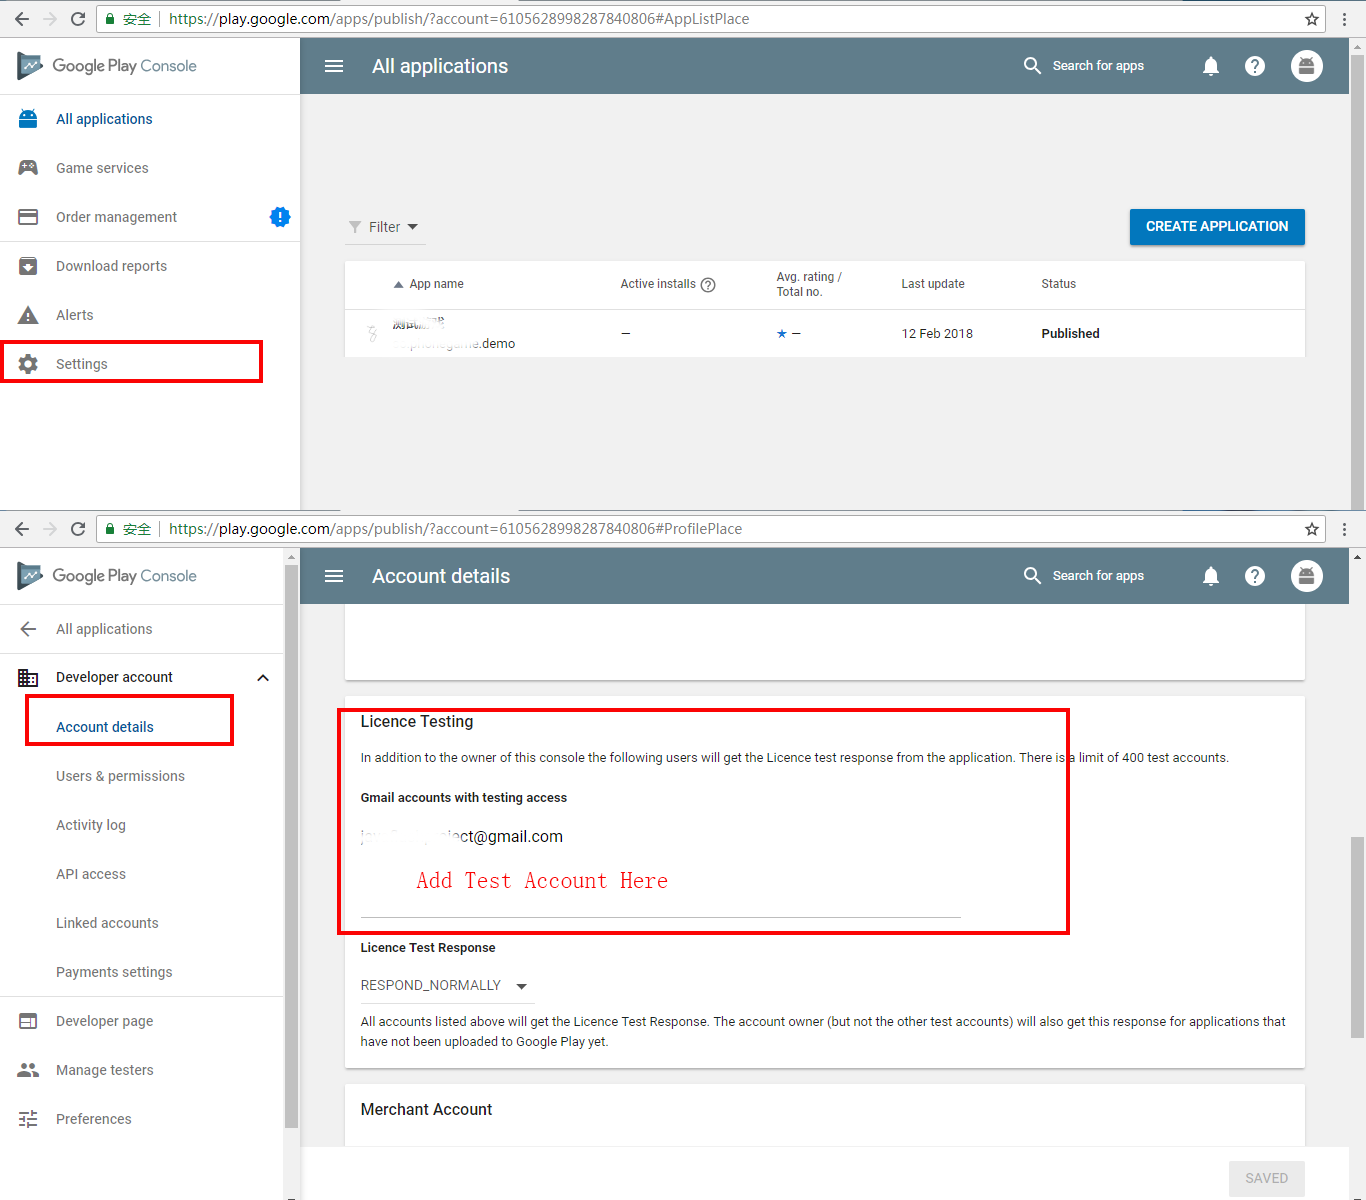 安全 https://play.google.com/apps/publish/?account=6105628998287840806#AppListPlace
Google Play Console
All applications
Search for apps
All applications
Game services
Order management
Download reports
Alerts
Settings
Filter
CREATE APPLICATION
App name
Active installs
Avg. rating /
Total no.
Last update
Status
.demo
–
★ –
12 Feb 2018
Published
安全 https://play.google.com/apps/publish/?account=6105628998287840806#ProfilePlace
Google Play Console
Account details
Search for apps
All applications
Developer account
Account details
Users & permissions
Activity log
API access
Linked accounts
Payments settings
Developer page
Manage testers
Preferences
Licence Testing
In addition to the owner of this console the following users will get the Licence test response from the application. There is a limit of 400 test accounts.
Gmail accounts with testing access
ject@gmail.com
Add Test Account Here
Licence Test Response
RESPOND_NORMALLY
All accounts listed above will get the Licence Test Response. The account owner (but not the other test accounts) will also get this response for applications that
have not been uploaded to Google Play yet.
Merchant Account
SAVED